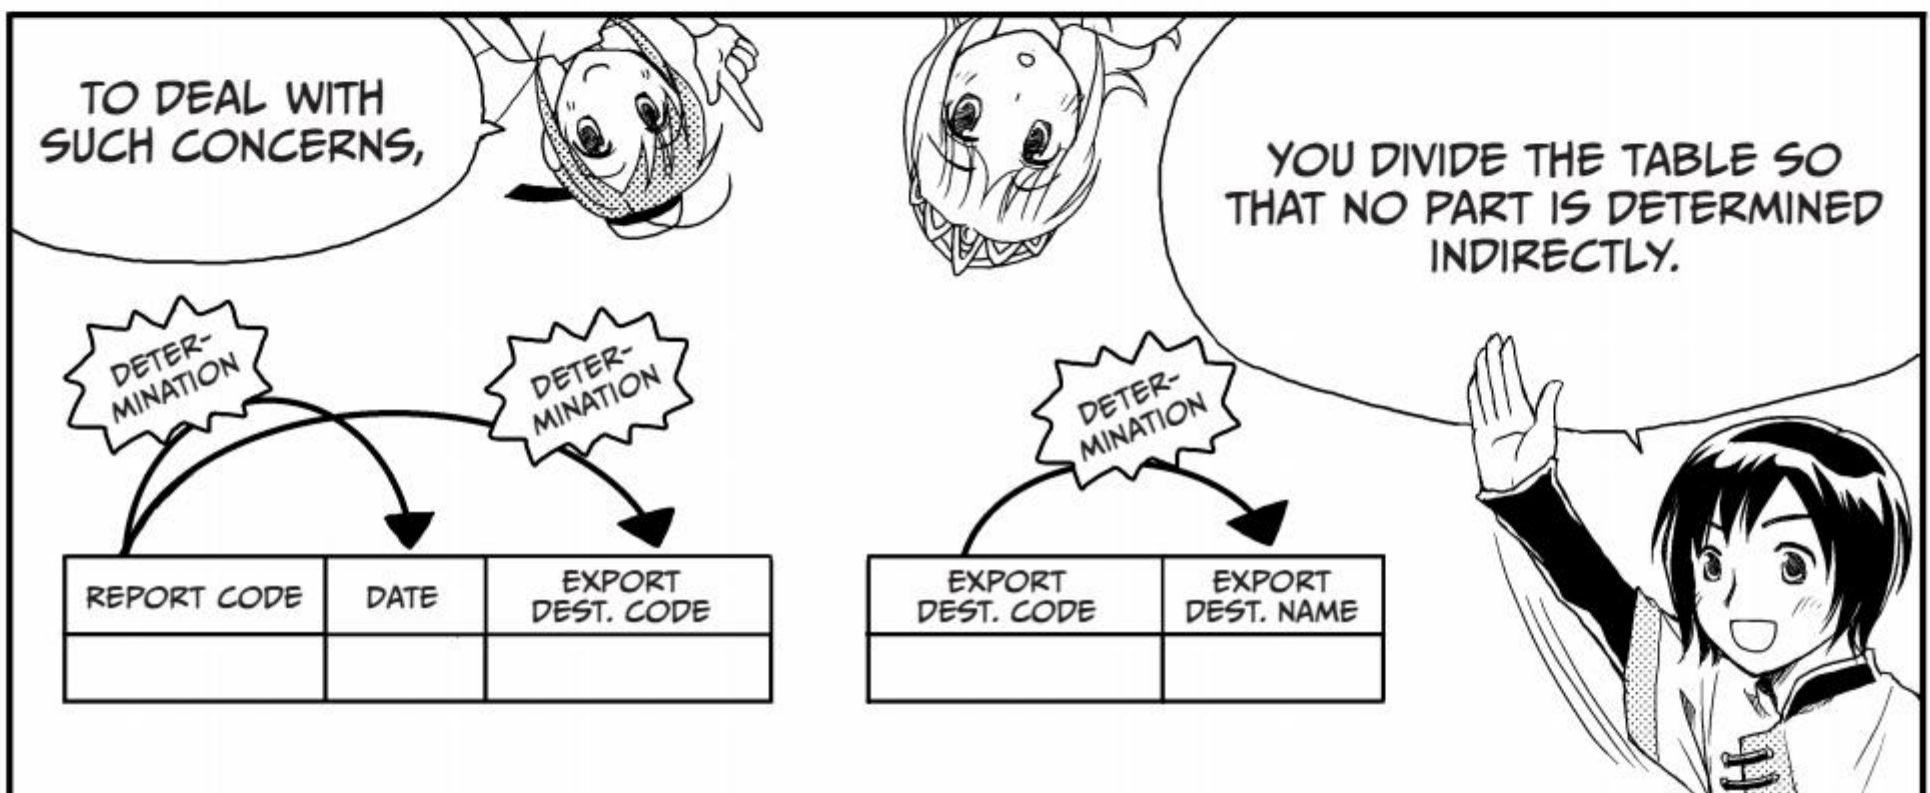 TO DEAL WITH
SUCH CONCERNS,
YOU DIVIDE THE TABLE SO
THAT NO PART IS DETERMINED
INDIRECTLY.
DETER-
MINATION
DETER-
MINATION
DETER-
MINATION
REPORT CODE
DATE
EXPORT
DEST. CODE
EXPORT
DEST. CODE
EXPORT
DEST. NAME